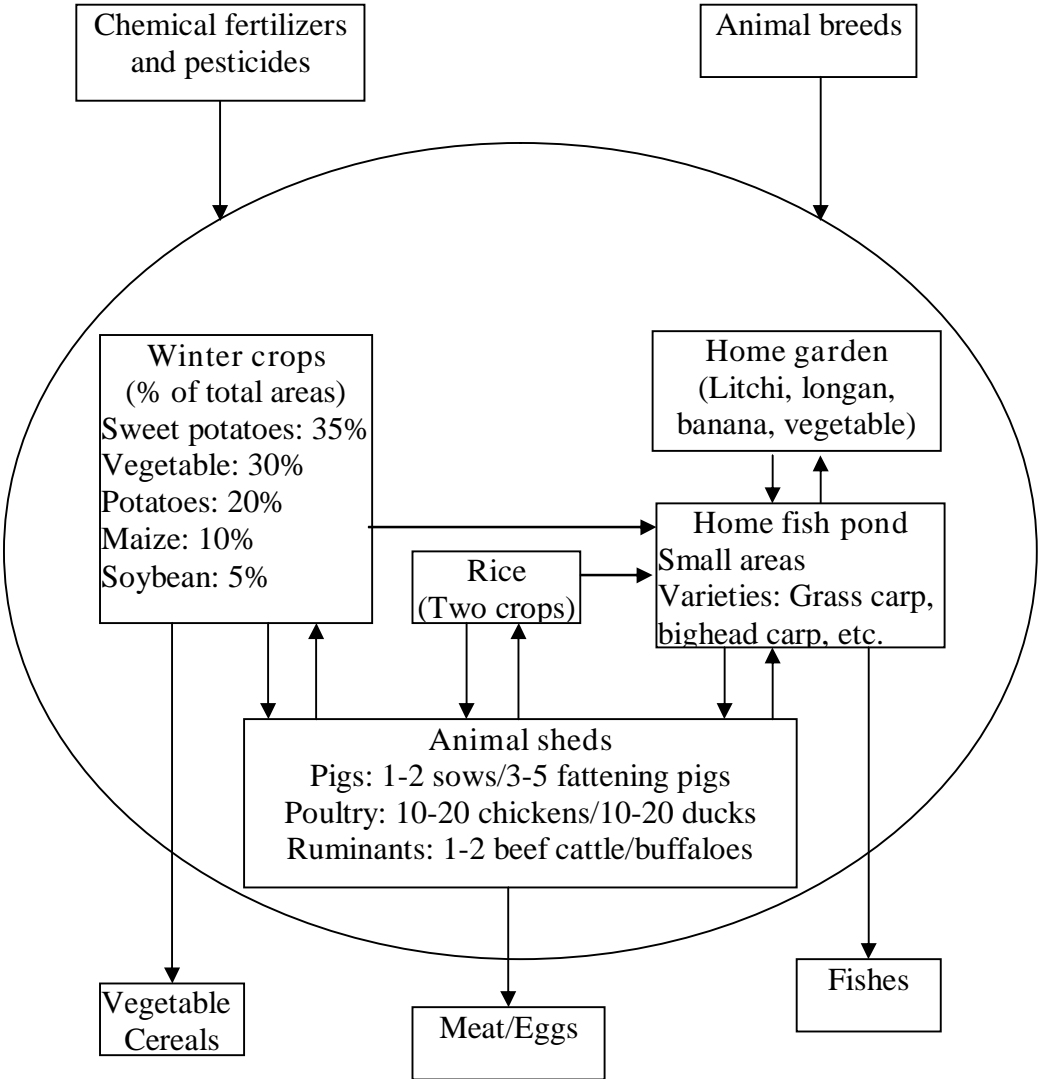 Chemical fertilizers
and pesticides
Animal breeds
Winter crops
(% of total areas)
Sweet potatoes: 35%
Vegetable: 30%
Potatoes: 20%
Maize: 10%
Soybean: 5%
Home garden
(Litchi, longan,
banana, vegetable)
Rice
(Two crops)
Home fish pond
Small areas
Varieties: Grass carp,
bighead carp, etc.
Animal sheds
Pigs: 1-2 sows/3-5 fattening pigs
Poultry: 10-20 chickens/10-20 ducks
Ruminants: 1-2 beef cattle/buffaloes
Vegetable
Cereals
Meat/Eggs
Fishes